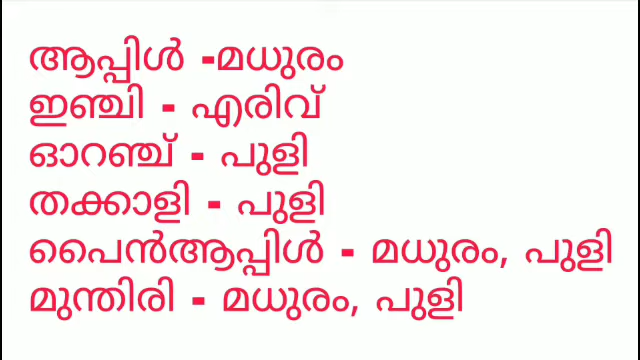 ആപ്പിൾ -മധുരം
ഇഞ്ചി - എരിവ്
ഓറഞ്ച് - പുളി
തക്കാളി - പുളി
പൈൻആപ്പിൾ - മധുരം, പുളി
മുന്തിരി - മധുരം, പുളി